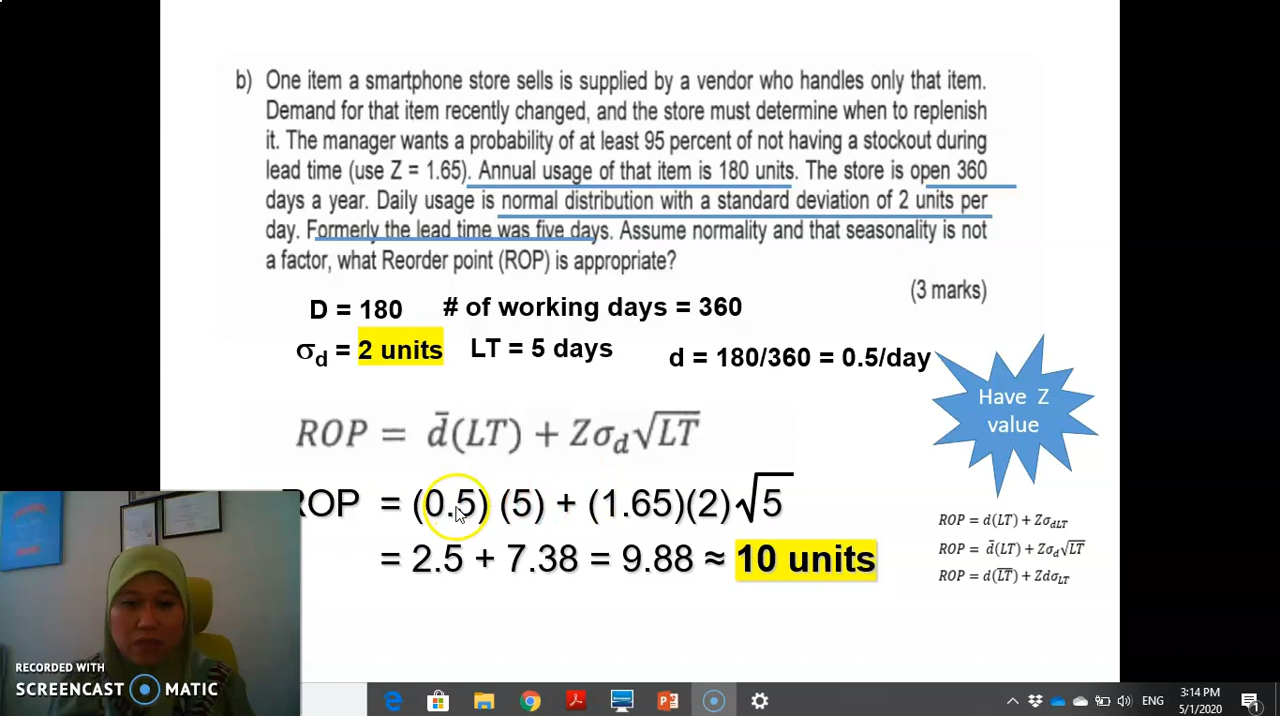 b) One item a smartphone store sells is supplied by a vendor who handles only that item.
Demand for that item recently changed, and the store must determine when to replenish
it. The manager wants a probability of at least 95 percent of not having a stockout during
lead time (use Z = 1.65). Annual usage of that item is 180 units. The store is open 360
days a year. Daily usage is normal distribution with a standard deviation of 2 units per
day. Formerly the lead time was five days. Assume normality and that seasonality is not
a factor, what Reorder point (ROP) is appropriate?
(3 marks)
D = 180 # of working days = 360
σd = 2 units LT = 5 days d = 180/360 = 0.5/day
Have Z
value
ROP = d̄(LT) + Zσd√LT
ROP = (0.5) (5) + (1.65)(2)√5
= 2.5 + 7.38 = 9.88 ≈ 10 units
ROP = d(LT) + ZσdLT
ROP = d̄(LT) + Zσd√LT
ROP = d(L̅T̅) + ZdσLT
RECORDED WITH
SCREENCAST MATIC
ENG
3:14 PM
5/1/2020
1